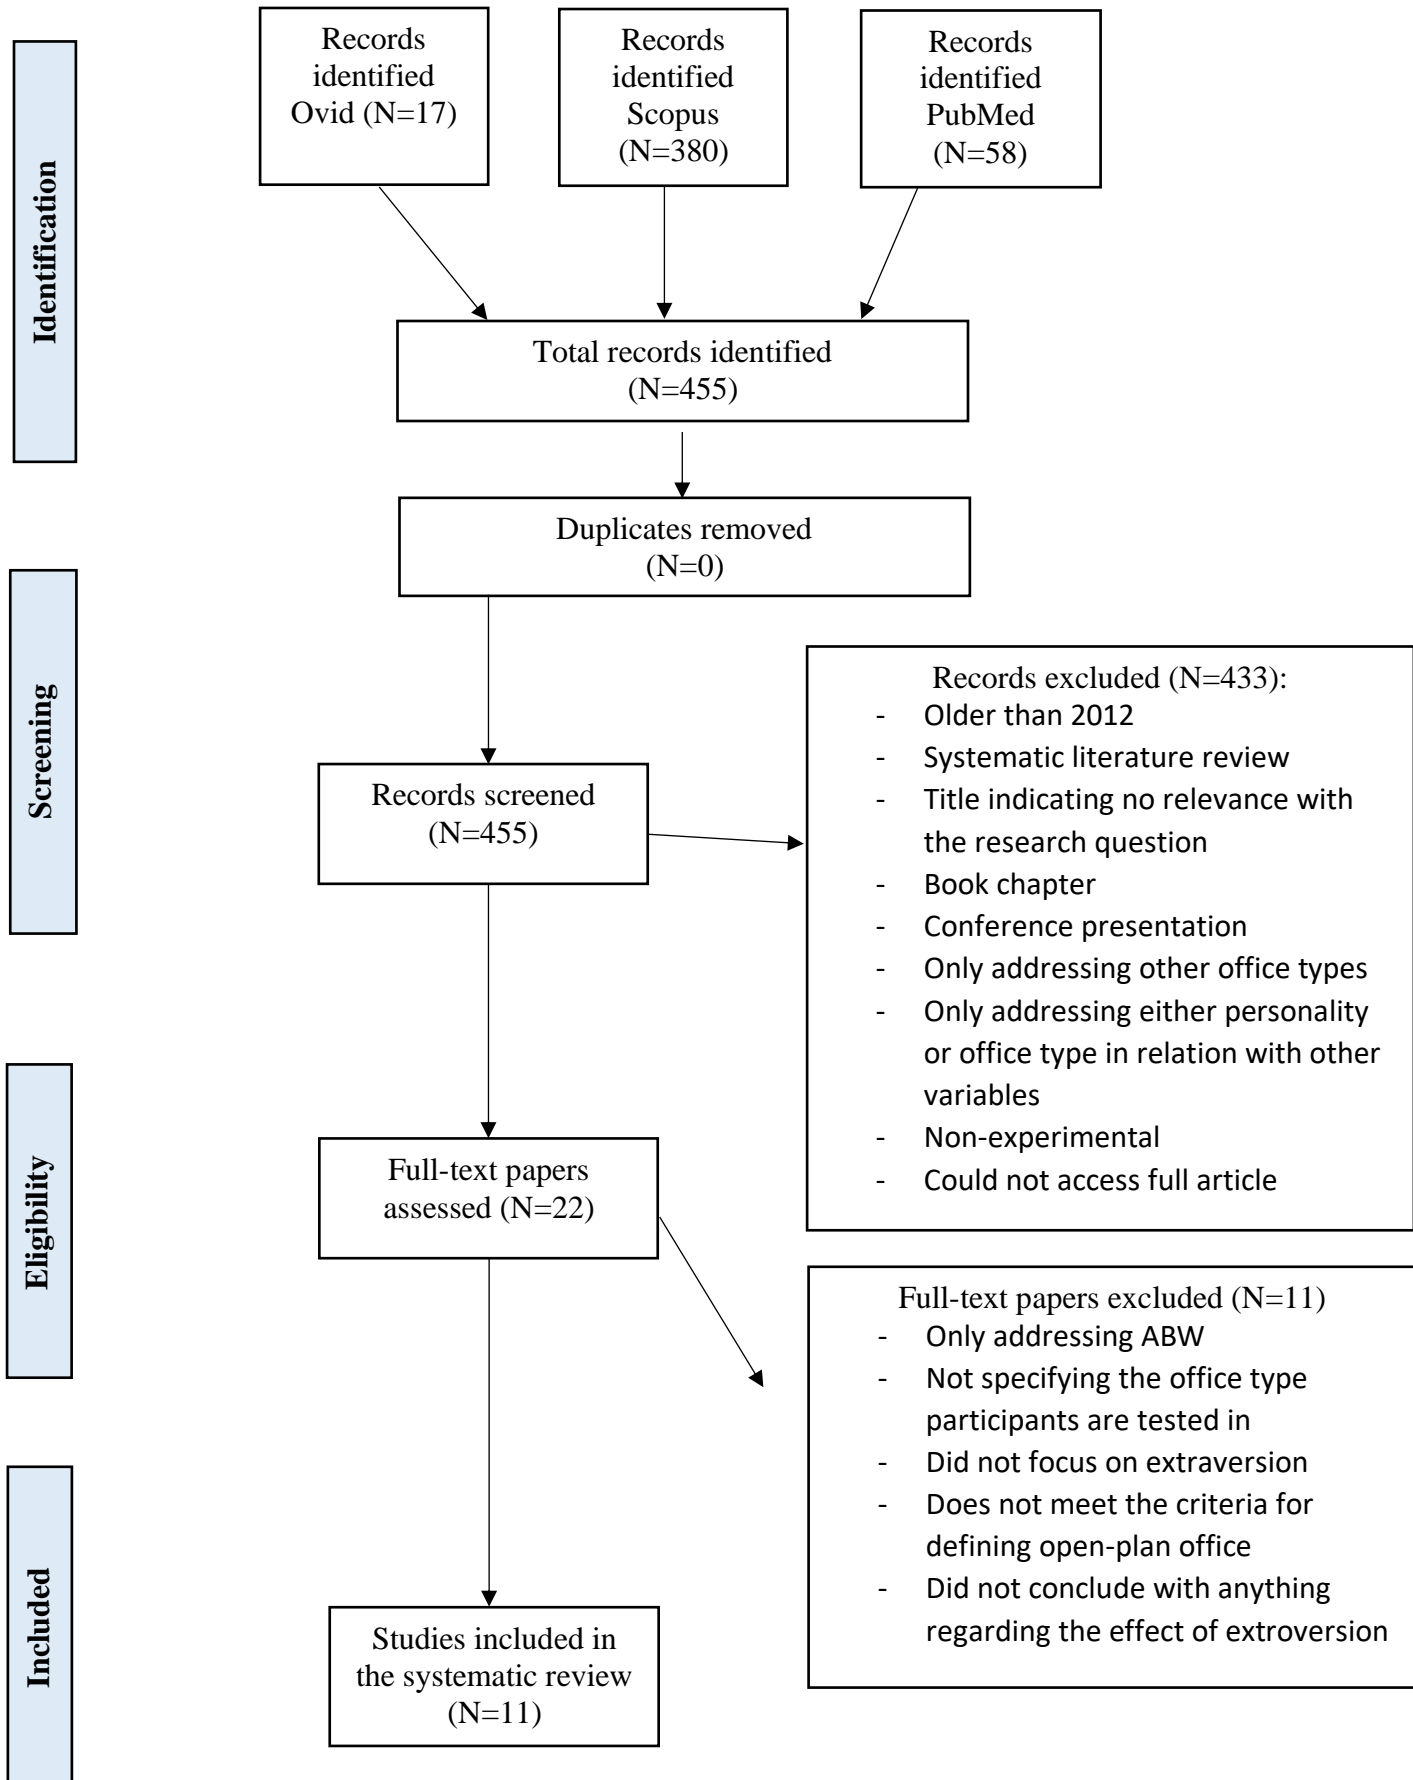 Identification
Records
identified
Ovid (N=17)
Records
identified
Scopus
(N=380)
Records
identified
PubMed
(N=58)
Total records identified
(N=455)
Duplicates removed
(N=0)
Screening
Records screened
(N=455)
Records excluded (N=433):
- Older than 2012
- Systematic literature review
- Title indicating no relevance with
the research question
- Book chapter
- Conference presentation
- Only addressing other office types
- Only addressing either personality
or office type in relation with other
variables
- Non-experimental
- Could not access full article
Eligibility
Full-text papers
assessed (N=22)
Full-text papers excluded (N=11)
- Only addressing ABW
- Not specifying the office type
participants are tested in
- Did not focus on extraversion
- Does not meet the criteria for
defining open-plan office
- Did not conclude with anything
regarding the effect of extroversion
Included
Studies included in
the systematic review
(N=11)